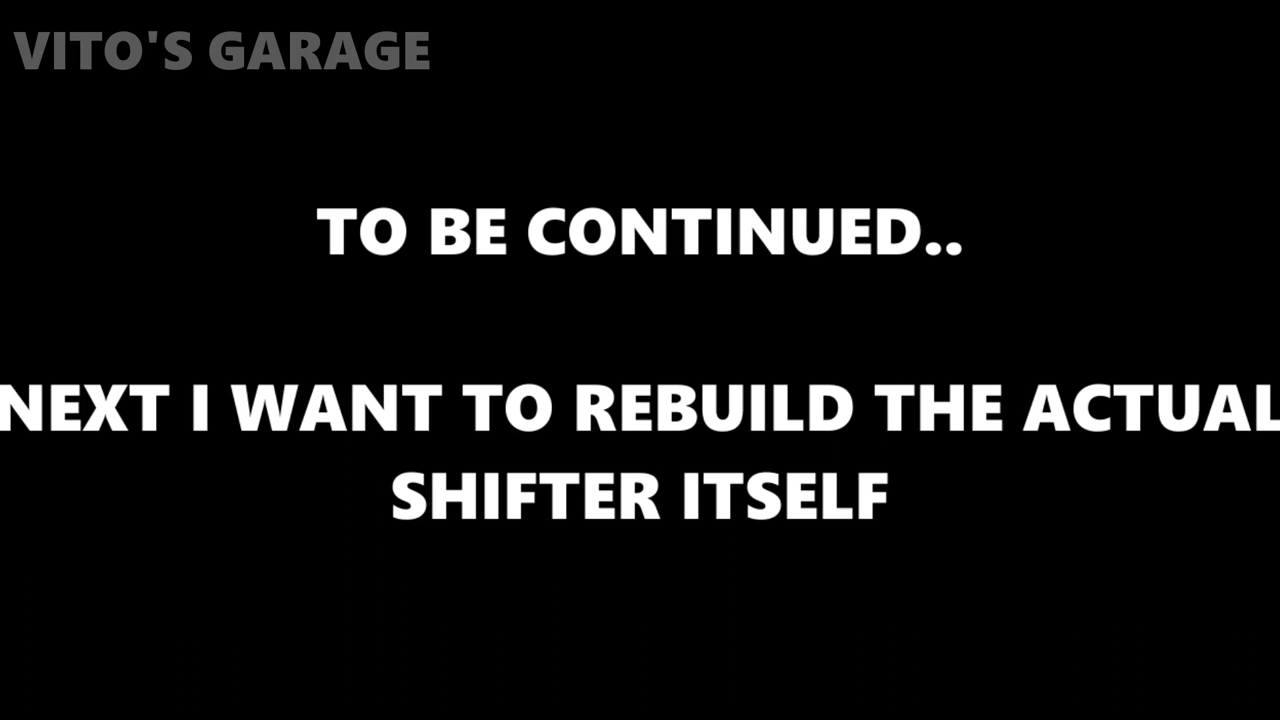 VITO'S GARAGE
TO BE CONTINUED..
NEXT I WANT TO REBUILD THE ACTUAL
SHIFTER ITSELF